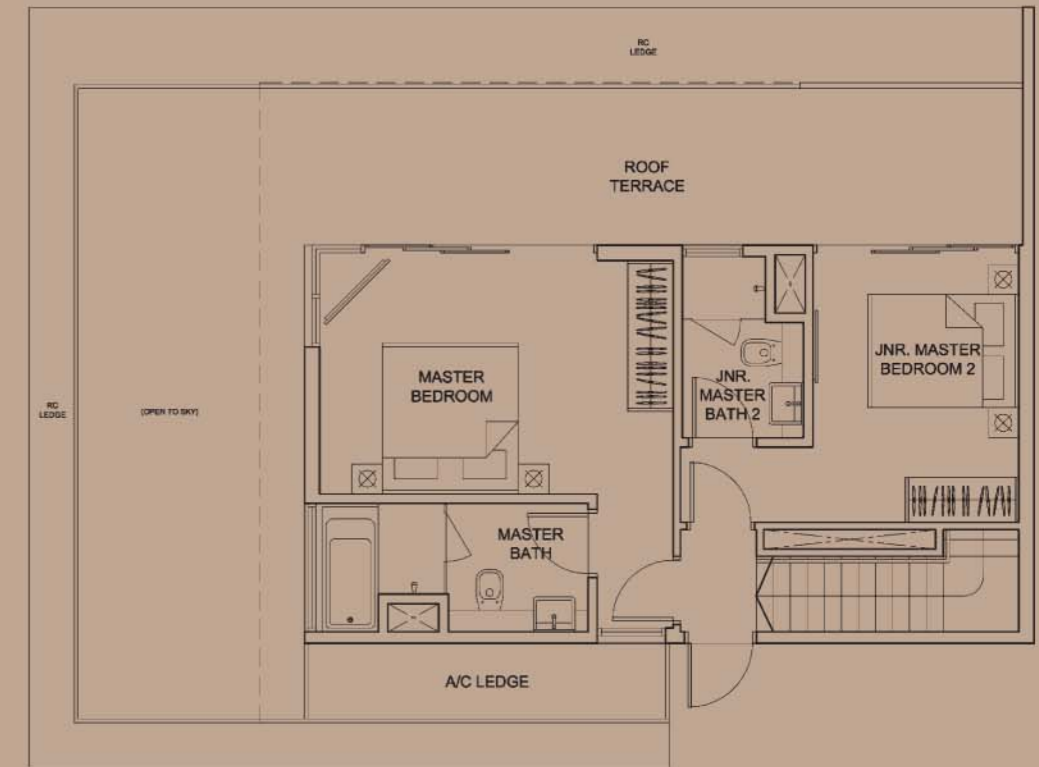 RC
LEDGE
ROOF
TERRACE
MASTER
BEDROOM
JNR. MASTER
BEDROOM 2
JNR.
MASTER
BATH 2
RC
LEDGE
(OPEN TO SKY)
MASTER
BATH
A/C LEDGE